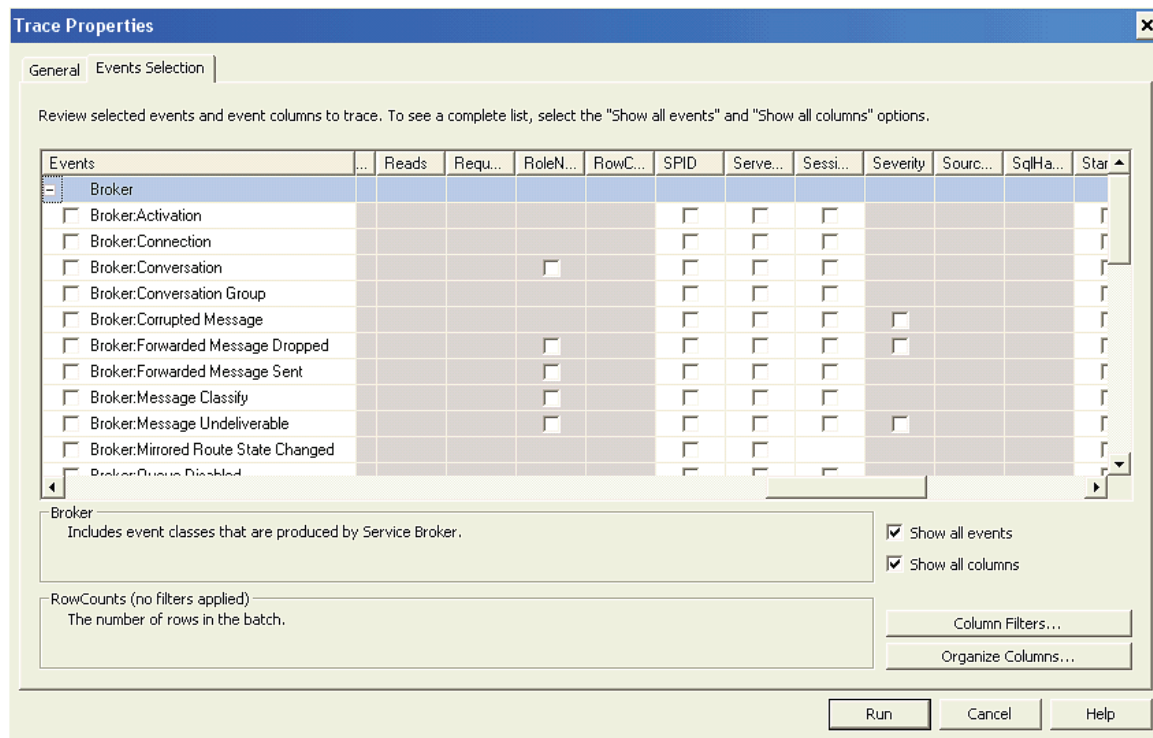 Trace Properties
General Events Selection
Review selected events and event columns to trace. To see a complete list, select the "Show all events" and "Show all columns" options.
Events ... Reads Requ... RoleN... RowC... SPID Serve... Sessi... Severity Sourc... SqlHa... Star
Broker
Broker:Activation
Broker:Connection
Broker:Conversation
Broker:Conversation Group
Broker:Corrupted Message
Broker:Forwarded Message Dropped
Broker:Forwarded Message Sent
Broker:Message Classify
Broker:Message Undeliverable
Broker:Mirrored Route State Changed
Broker:Queue Disabled
Broker
Includes event classes that are produced by Service Broker.
Show all events
Show all columns
RowCounts (no filters applied)
The number of rows in the batch.
Column Filters...
Organize Columns...
Run Cancel Help